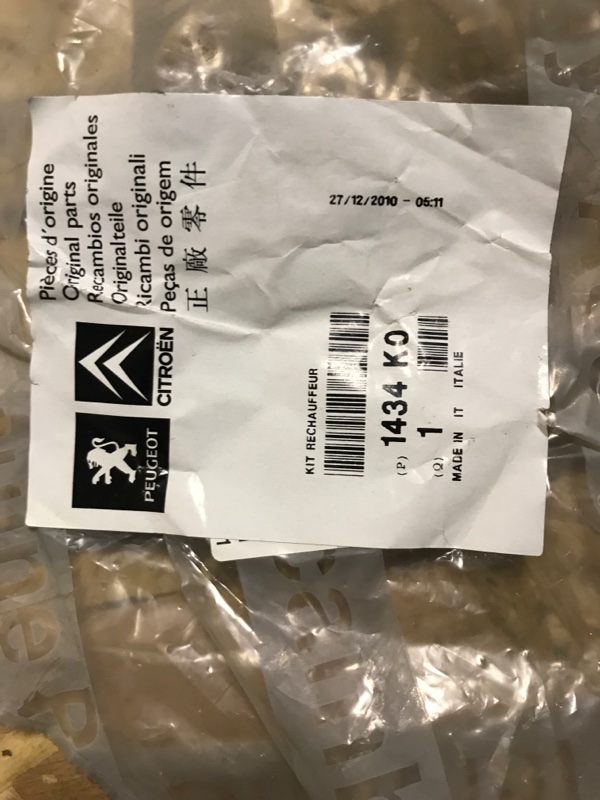 Pièces d'origine
Original parts
Recambios originales
Originalteile
Ricambi originali
Peças de origem
正廠零件
CITROËN
PEUGEOT
27/12/2010 - 05:11
KIT RECHAUFFEUR
(P) 1434 K0
(Q) 1
MADE IN IT ITALIE